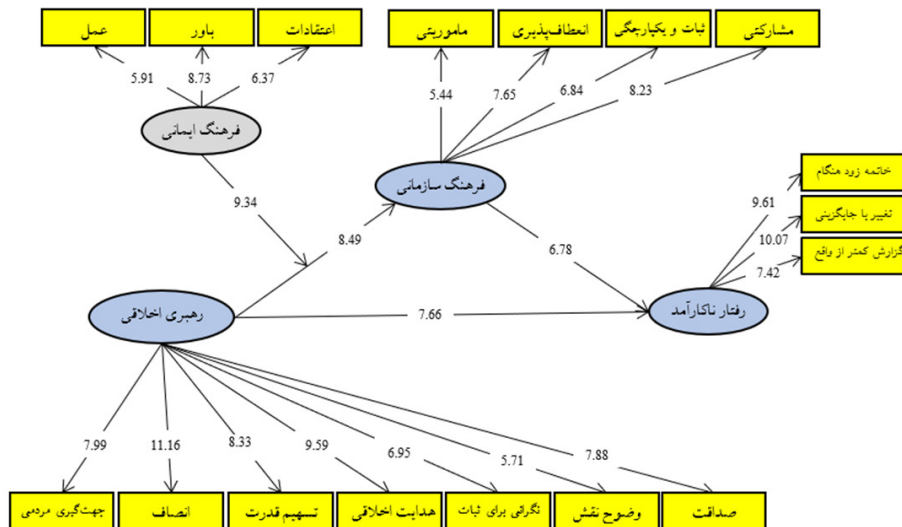 عمل
باور
اعتقادات
ماموریتی
انعطاف‌پذیری
ثبات و یکپارچگی
مشارکتی
5.91
8.73
6.37
5.44
7.65
6.84
8.23
فرهنگ ایمانی
فرهنگ سازمانی
خاتمه زود هنگام
تغییر یا جایگزینی
گزارش کمتر از واقع
9.61
10.07
7.42
9.34
8.49
6.78
رهبری اخلاقی
7.66
رفتار ناکارآمد
7.99
11.16
8.33
9.59
6.95
5.71
7.88
جهت‌گیری مردمی
انصاف
تسهیم قدرت
هدایت اخلاقی
نگرانی برای ثبات
وضوح نقش
صداقت